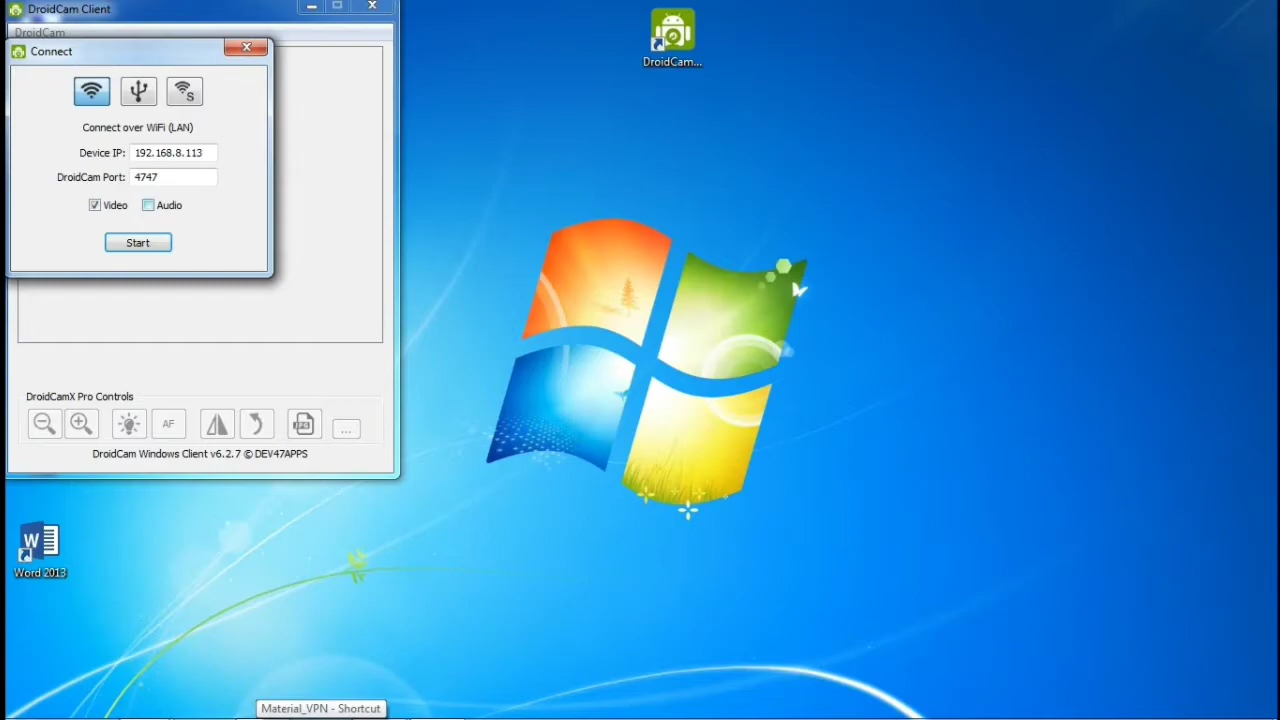 DroidCam Client
DroidCam
Connect
S
Connect over WiFi (LAN)
Device IP: 192.168.8.113
DroidCam Port: 4747
Video Audio
Start
DroidCamX Pro Controls
AF JPG ...
DroidCam Windows Client v6.2.7 © DEV47APPS
DroidCam...
W
Word 2013
Material_VPN - Shortcut